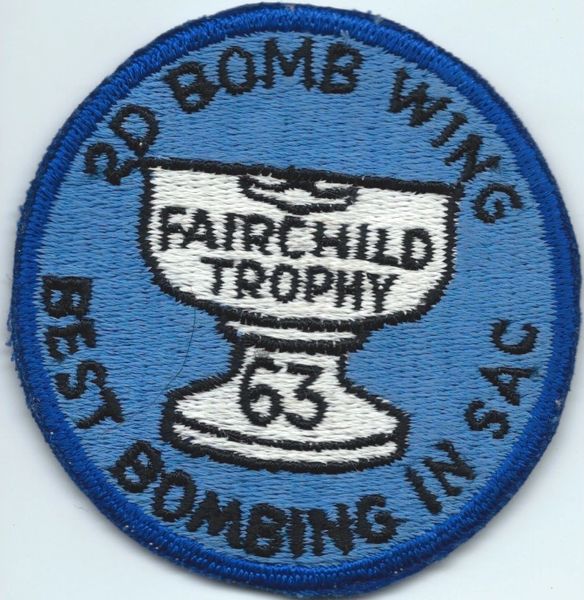 2D BOMB WING
FAIRCHILD
TROPHY
63
BEST BOMBING IN SAC